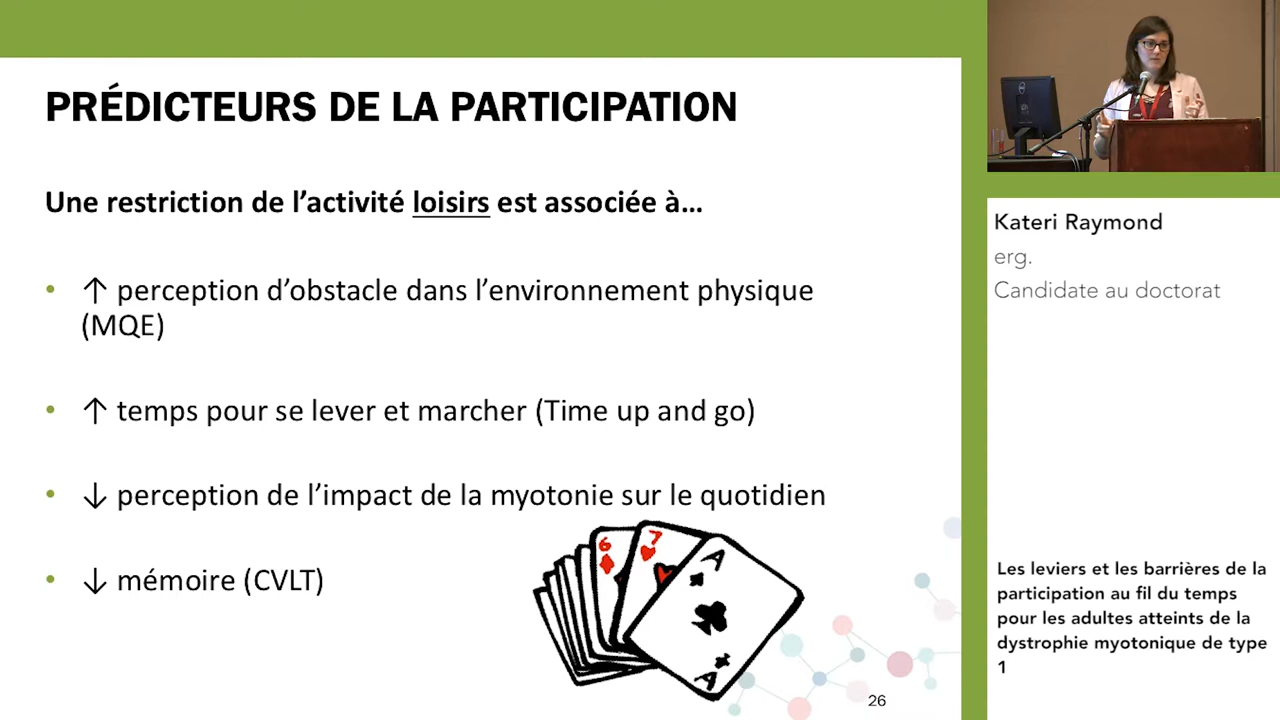 PRÉDICTEURS DE LA PARTICIPATION
Une restriction de l’activité loisirs est associée à…
• ↑ perception d’obstacle dans l’environnement physique
(MQE)
• ↑ temps pour se lever et marcher (Time up and go)
• ↓ perception de l’impact de la myotonie sur le quotidien
• ↓ mémoire (CVLT)
6
7
A
A
26
Kateri Raymond
erg.
Candidate au doctorat
Les leviers et les barrières de la
participation au fil du temps
pour les adultes atteints de la
dystrophie myotonique de type
1